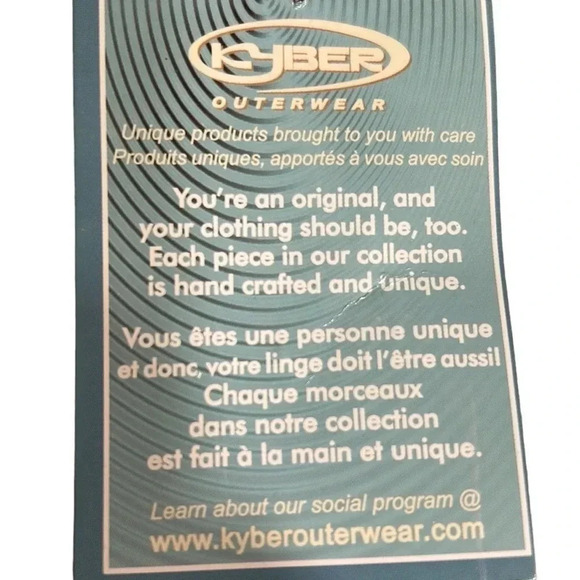 KYBER
OUTERWEAR
Unique products brought to you with care
Produits uniques, apportés à vous avec soin
You're an original, and
your clothing should be, too.
Each piece in our collection
is hand crafted and unique.
Vous êtes une personne unique
et donc, votre linge doit l'être aussi!
Chaque morceaux
dans notre collection
est fait à la main et unique.
Learn about our social program @
www.kyberouterwear.com